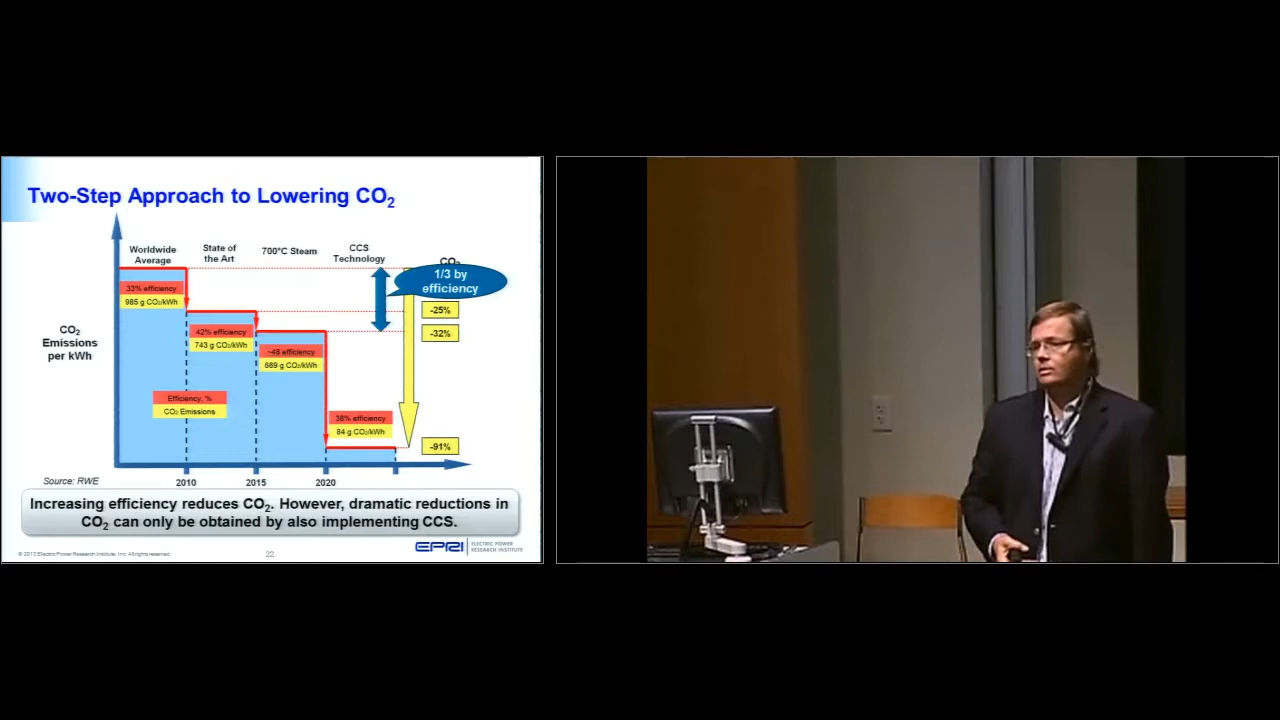 Two-Step Approach to Lowering CO2
Worldwide
Average
State of
the Art
700°C Steam
CCS
Technology
CO2
1/3 by
efficiency
33% efficiency
985 g CO2/kWh
-25%
42% efficiency
743 g CO2/kWh
-32%
CO2
Emissions
per kWh
~48 efficiency
669 g CO2/kWh
Efficiency, %
CO2 Emissions
38% efficiency
84 g CO2/kWh
-91%
Source: RWE
2010
2015
2020
Increasing efficiency reduces CO2. However, dramatic reductions in
CO2 can only be obtained by also implementing CCS.
© 2013 Electric Power Research Institute, Inc. All rights reserved.
22
EPRI
ELECTRIC POWER
RESEARCH INSTITUTE